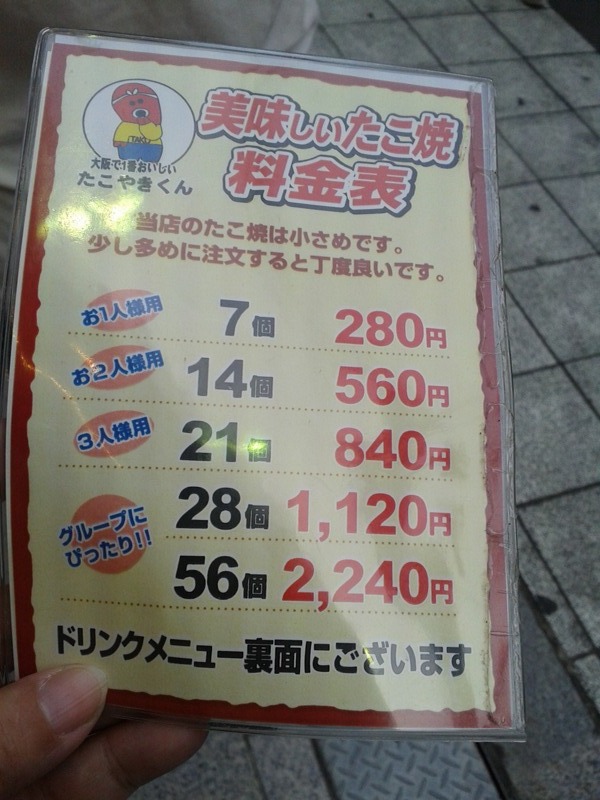 TAKO
大阪で1番おいしい
たこやきくん
美味しいたこ焼
料金表
当店のたこ焼は小さめです。
少し多めに注文すると丁度良いです。
お1人様用 7個 280円
お2人様用 14個 560円
3人様用 21個 840円
グループに
ぴったり!!
28個 1,120円
56個 2,240円
ドリンクメニュー裏面にございます